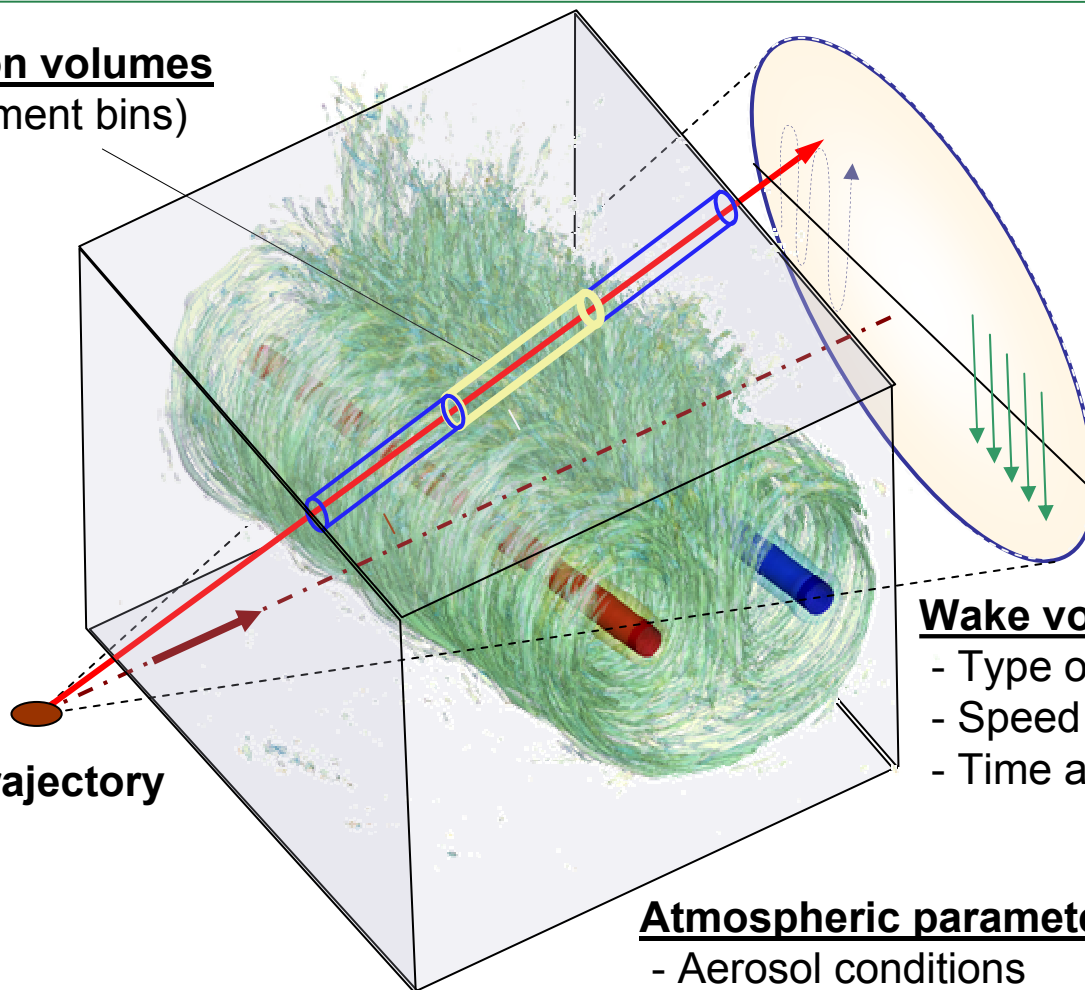 on volumes
ment bins)
Wake vo
- Type o
- Speed
- Time a
rajectory
Atmospheric paramete
- Aerosol conditions